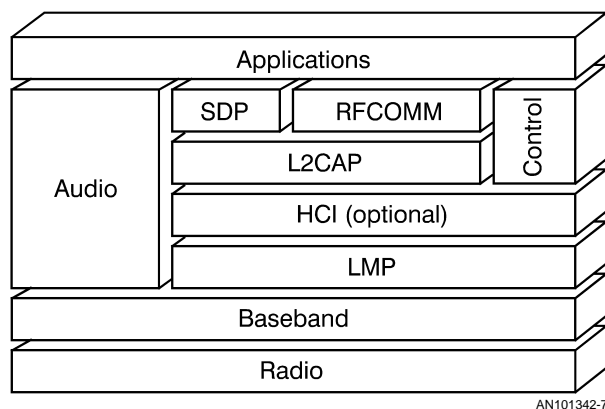 Applications
SDP
RFCOMM
Control
L2CAP
Audio
HCI (optional)
LMP
Baseband
Radio
AN101342-7